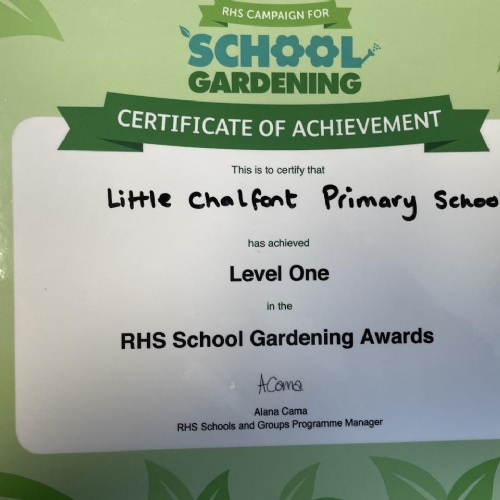 RHS CAMPAIGN FOR
SCHOOL
GARDENING
CERTIFICATE OF ACHIEVEMENT
This is to certify that
Little Chalfont Primary Schoo
has achieved
Level One
in the
RHS School Gardening Awards
ACama
Alana Cama
RHS Schools and Groups Programme Manager